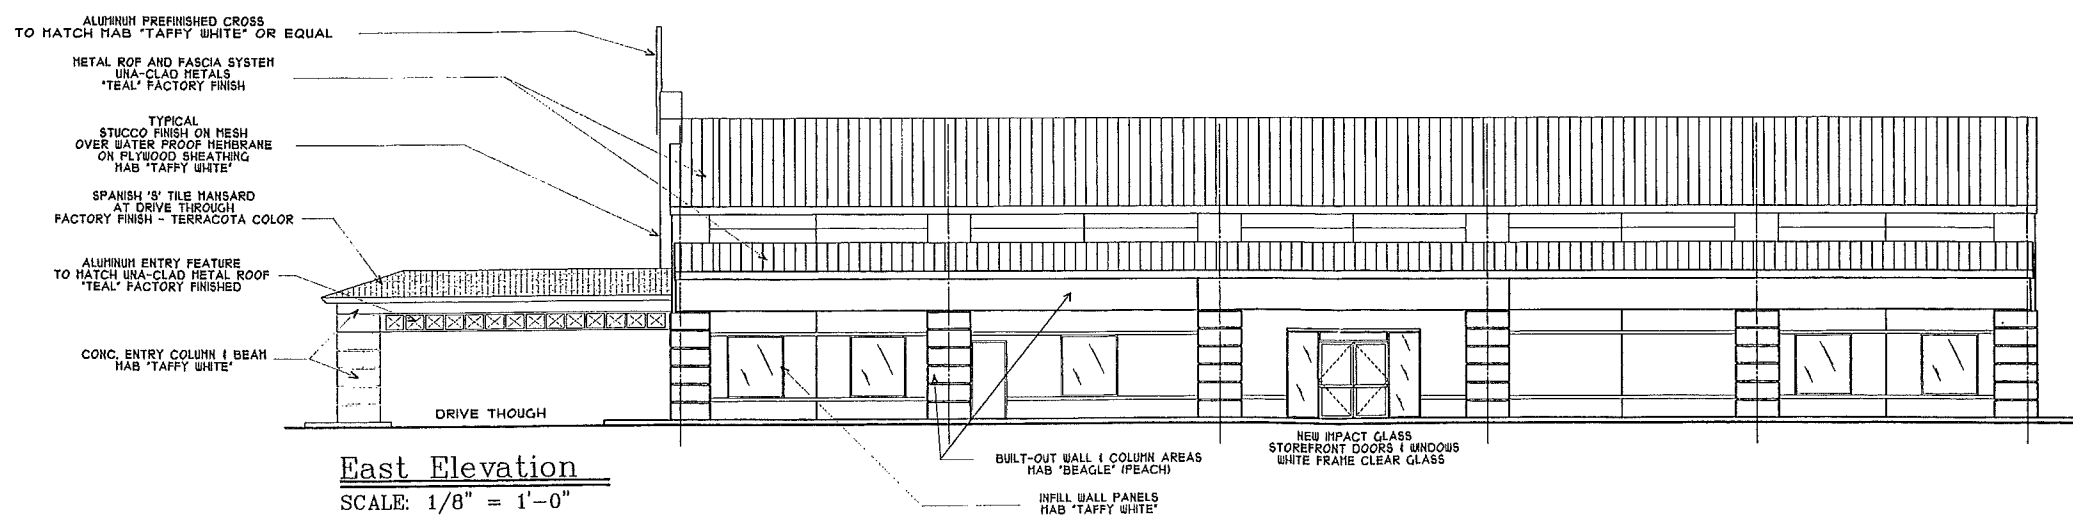 ALUMINUM PREFINISHED CROSS
TO MATCH MAB "TAFFY WHITE" OR EQUAL
METAL ROF AND FASCIA SYSTEM
UNA-CLAD METALS
"TEAL" FACTORY FINISH
TYPICAL
STUCCO FINISH ON MESH
OVER WATER PROOF MEMBRANE
ON PLYWOOD SHEATHING
MAB "TAFFY WHITE"
SPANISH 'S' TILE MANSARD
AT DRIVE THROUGH
FACTORY FINISH - TERRACOTA COLOR
ALUMINUM ENTRY FEATURE
TO MATCH UNA-CLAD METAL ROOF
"TEAL" FACTORY FINISHED
CONC. ENTRY COLUMN & BEAM
MAB "TAFFY WHITE"
DRIVE THOUGH
NEW IMPACT GLASS
STOREFRONT DOORS & WINDOWS
WHITE FRAME CLEAR GLASS
BUILT-OUT WALL & COLUMN AREAS
MAB "BEAGLE" (PEACH)
INFILL WALL PANELS
MAB "TAFFY WHITE"
East Elevation
SCALE: 1/8" = 1'-0"